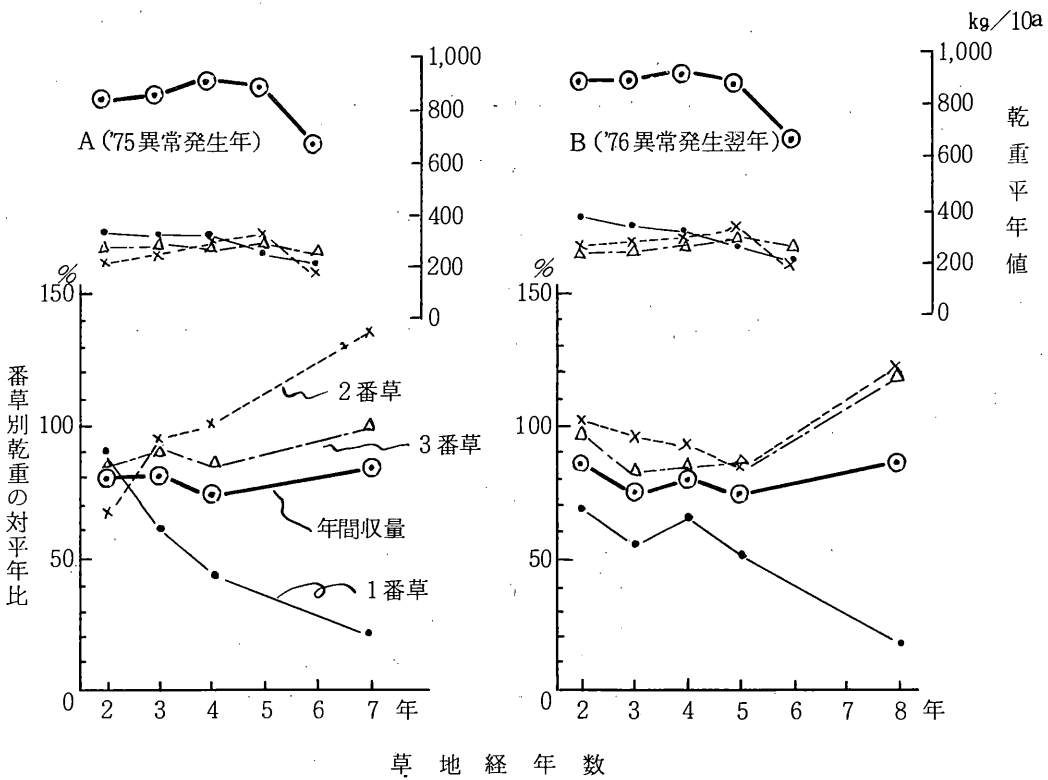 kg/10a
1,000
800
600
400
200
0
A ('75異常発生年)
1,000
800
600
400
200
0
B ('76異常発生翌年)
乾重平年値
%
150
100
50
0
%
150
100
50
0
番草別乾重の対平年比
2番草
3番草
年間収量
1番草
2 3 4 5 6 7 年
2 3 4 5 6 7 8 年
草地経年数